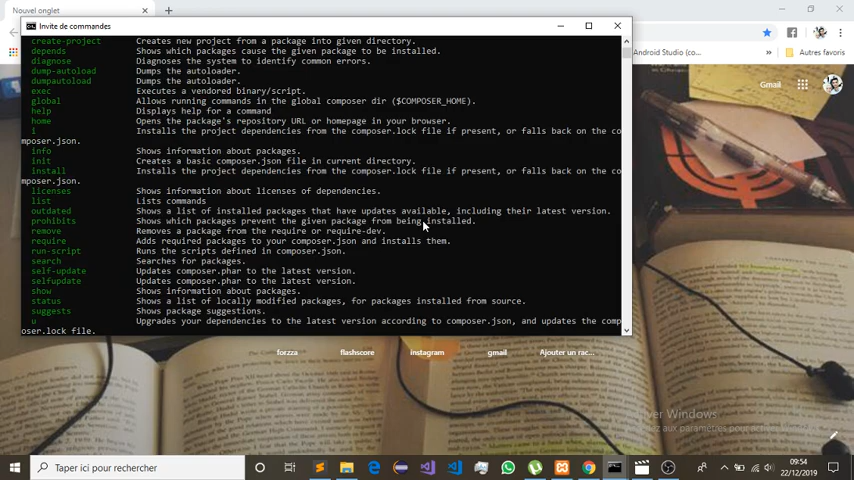 Nouvel onglet
Invite de commandes
create-project Creates new project from a package into given directory.
depends Shows which packages cause the given package to be installed.
diagnose Diagnoses the system to identify common errors.
dump-autoload Dumps the autoloader.
dumpautoload Dumps the autoloader.
exec Executes a vendored binary/script.
global Allows running commands in the global composer dir ($COMPOSER_HOME).
help Displays help for a command
home Opens the package's repository URL or homepage in your browser.
i Installs the project dependencies from the composer.lock file if present, or falls back on the co
mposer.json.
info Shows information about packages.
init Creates a basic composer.json file in current directory.
install Installs the project dependencies from the composer.lock file if present, or falls back on the co
mposer.json.
licenses Shows information about licenses of dependencies.
list Lists commands
outdated Shows a list of installed packages that have updates available, including their latest version.
prohibits Shows which packages prevent the given package from being installed.
remove Removes a package from the require or require-dev.
require Adds required packages to your composer.json and installs them.
run-script Runs the scripts defined in composer.json.
search Searches for packages.
self-update Updates composer.phar to the latest version.
selfupdate Updates composer.phar to the latest version.
show Shows information about packages.
status Shows a list of locally modified packages, for packages installed from source.
suggests Shows package suggestions.
u Upgrades your dependencies to the latest version according to composer.json, and updates the comp
oser.lock file.
Android Studio (co...
Autres favoris
Gmail
forzza flashscore instagram gmail Ajouter un rac...
ver Windows.
ez aux paramètres pour
Taper ici pour rechercher
09:54
22/12/2019